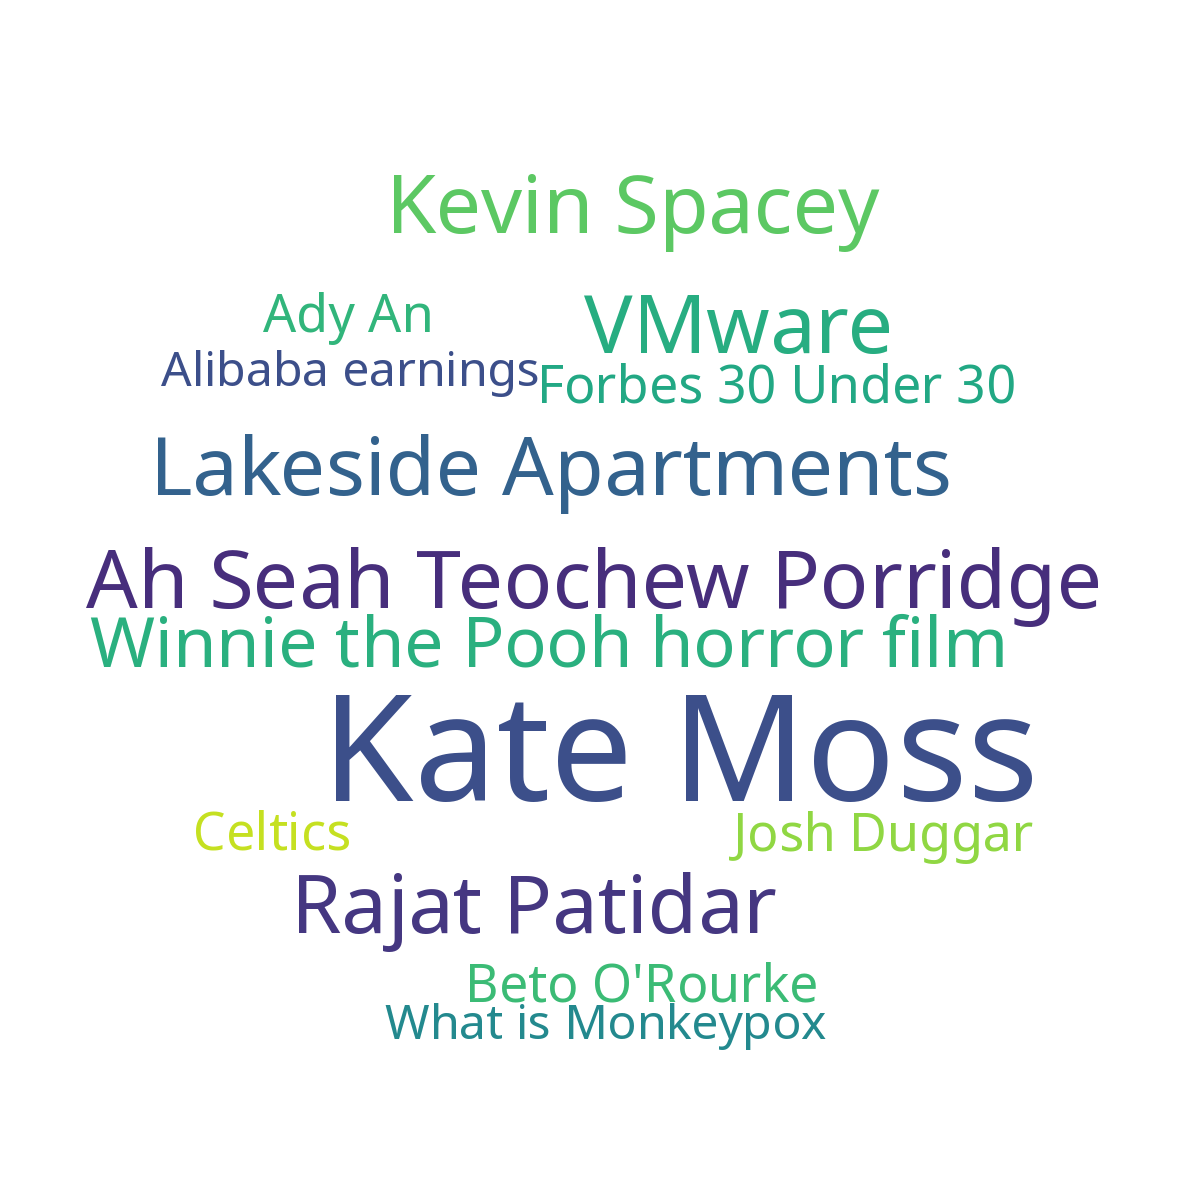 Kevin Spacey
Ady An
VMware
Alibaba earnings
Forbes 30 Under 30
Lakeside Apartments
Ah Seah Teochew Porridge
Winnie the Pooh horror film
Kate Moss
Celtics
Josh Duggar
Rajat Patidar
Beto O'Rourke
What is Monkeypox